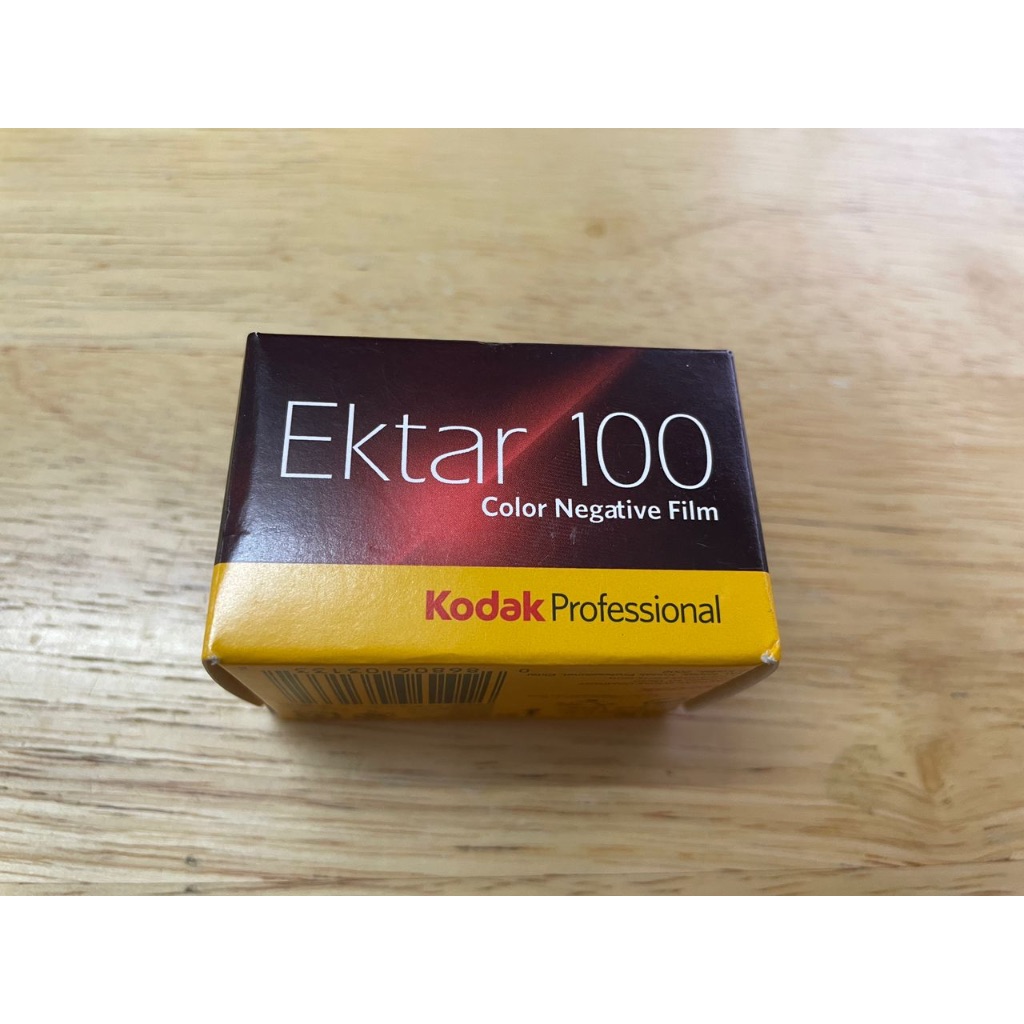 Ektar 100
Color Negative Film
Kodak Professional